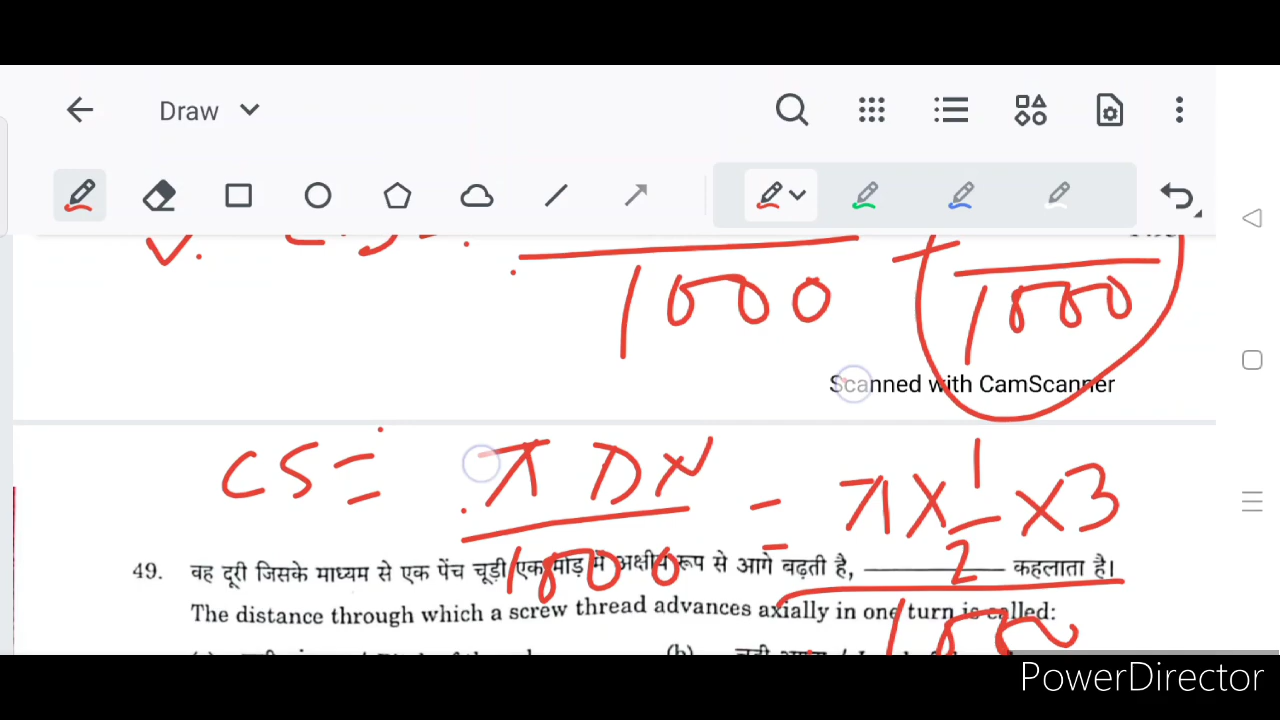 Draw
V. CS =
1000 + 1000
Scanned with CamScanner
CS = π D N / 1000 = π × 1/2 × 3 / 1000
49. वह दूरी जिसके माध्यम से एक पेंच चूड़ी एक मोड़ में अक्षीय रूप से आगे बढ़ती है, ________ कहलाता है।
The distance through which a screw thread advances axially in one turn is called:
(b)
PowerDirector